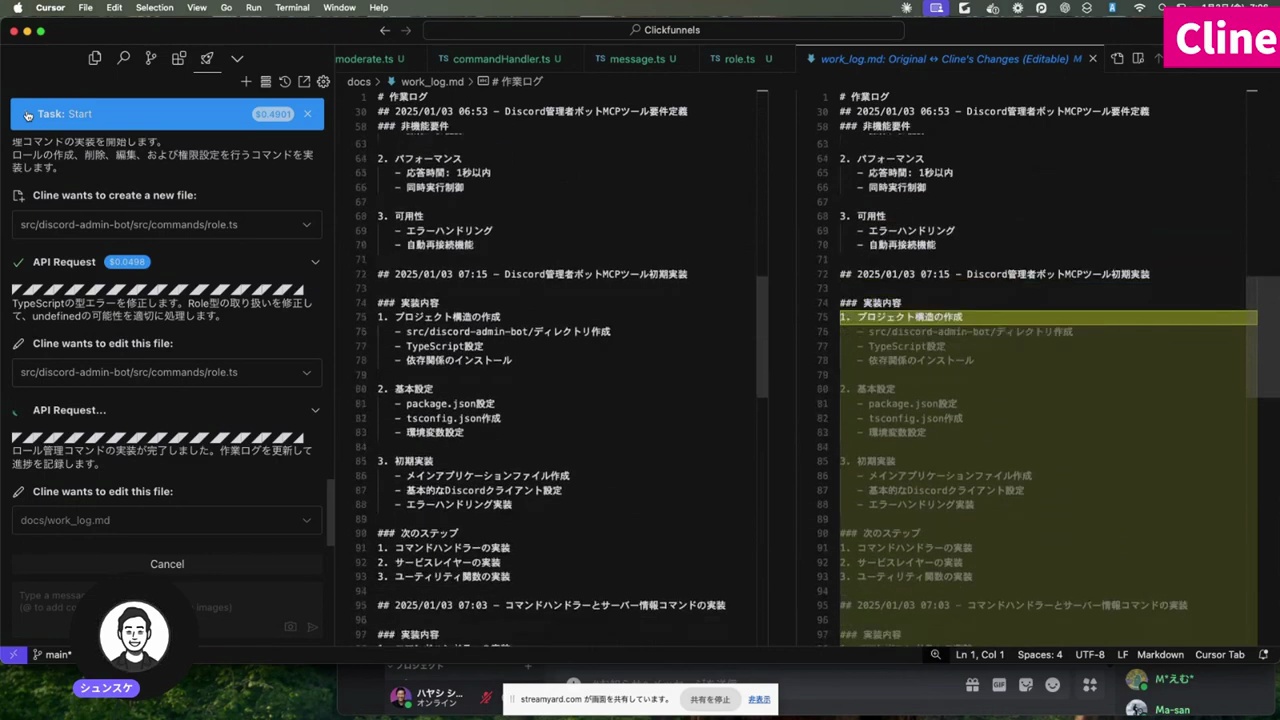 Cursor File Edit Selection View Go Run Terminal Window Help
Clickfunnels
Cline
moderate.ts U
commandHandler.ts U
message.ts U
role.ts U
work_log.md: Original ↔ Cline's Changes (Editable) M
docs > work_log.md > # 作業ログ
Task: Start $0.4901
理コマンドの実装を開始します。
ロールの作成、削除、編集、および権限設定を行うコマンドを実
装します。
Cline wants to create a new file:
src/discord-admin-bot/src/commands/role.ts
API Request $0.0498
TypeScriptの型エラーを修正します。Role型の取り扱いを修正し
て、undefinedの可能性を適切に処理します。
Cline wants to edit this file:
src/discord-admin-bot/src/commands/role.ts
API Request...
ロール管理コマンドの実装が完了しました。作業ログを更新して
進捗を記録します。
Cline wants to edit this file:
docs/work_log.md
Cancel
Type a messa
(@ to add co
images)
シュンスケ
1 # 作業ログ
30 ## 2025/01/03 06:53 - Discord管理者ボットMCPツール要件定義
58 ### 非機能要件
63
64 2. パフォーマンス
65 - 応答時間: 1秒以内
66 - 同時実行制御
67
68 3. 可用性
69 - エラーハンドリング
70 - 自動再接続機能
71
72 ## 2025/01/03 07:15 - Discord管理者ボットMCPツール初期実装
73
74 ### 実装内容
75 1. プロジェクト構造の作成
76 - src/discord-admin-bot/ディレクトリ作成
77 - TypeScript設定
78 - 依存関係のインストール
79
80 2. 基本設定
81 - package.json設定
82 - tsconfig.json作成
83 - 環境変数設定
84
85 3. 初期実装
86 - メインアプリケーションファイル作成
87 - 基本的なDiscordクライアント設定
88 - エラーハンドリング実装
89
90 ### 次のステップ
91 1. コマンドハンドラーの実装
92 2. サービスレイヤーの実装
93 3. ユーティリティ関数の実装
94
95 ## 2025/01/03 07:03 - コマンドハンドラーとサーバー情報コマンドの実装
96
97 ### 実装内容
1 # 作業ログ
30 ## 2025/01/03 06:53 - Discord管理者ボットMCPツール要件定義
58 ### 非機能要件
63
64 2. パフォーマンス
65 - 応答時間: 1秒以内
66 - 同時実行制御
67
68 3. 可用性
69 - エラーハンドリング
70 - 自動再接続機能
71
72 ## 2025/01/03 07:15 - Discord管理者ボットMCPツール初期実装
73
74 ### 実装内容
75 1. プロジェクト構造の作成
76 - src/discord-admin-bot/ディレクトリ作成
77 - TypeScript設定
78 - 依存関係のインストール
79
80 2. 基本設定
81 - package.json設定
82 - tsconfig.json作成
83 - 環境変数設定
84
85 3. 初期実装
86 - メインアプリケーションファイル作成
87 - 基本的なDiscordクライアント設定
88 - エラーハンドリング実装
89
90 ### 次のステップ
91 1. コマンドハンドラーの実装
92 2. サービスレイヤーの実装
93 3. ユーティリティ関数の実装
94
95 ## 2025/01/03 07:03 - コマンドハンドラーとサーバー情報コマンドの実装
96
97 ### 実装内容
main* Ln 1, Col 1 Spaces: 4 UTF-8 LF Markdown Cursor Tab
プロジェクト
ハヤシ シ...
オンライン
streamyard.com が画面を共有しています。 共有を停止 非表示
GIF
M*えむ*
Ma-san